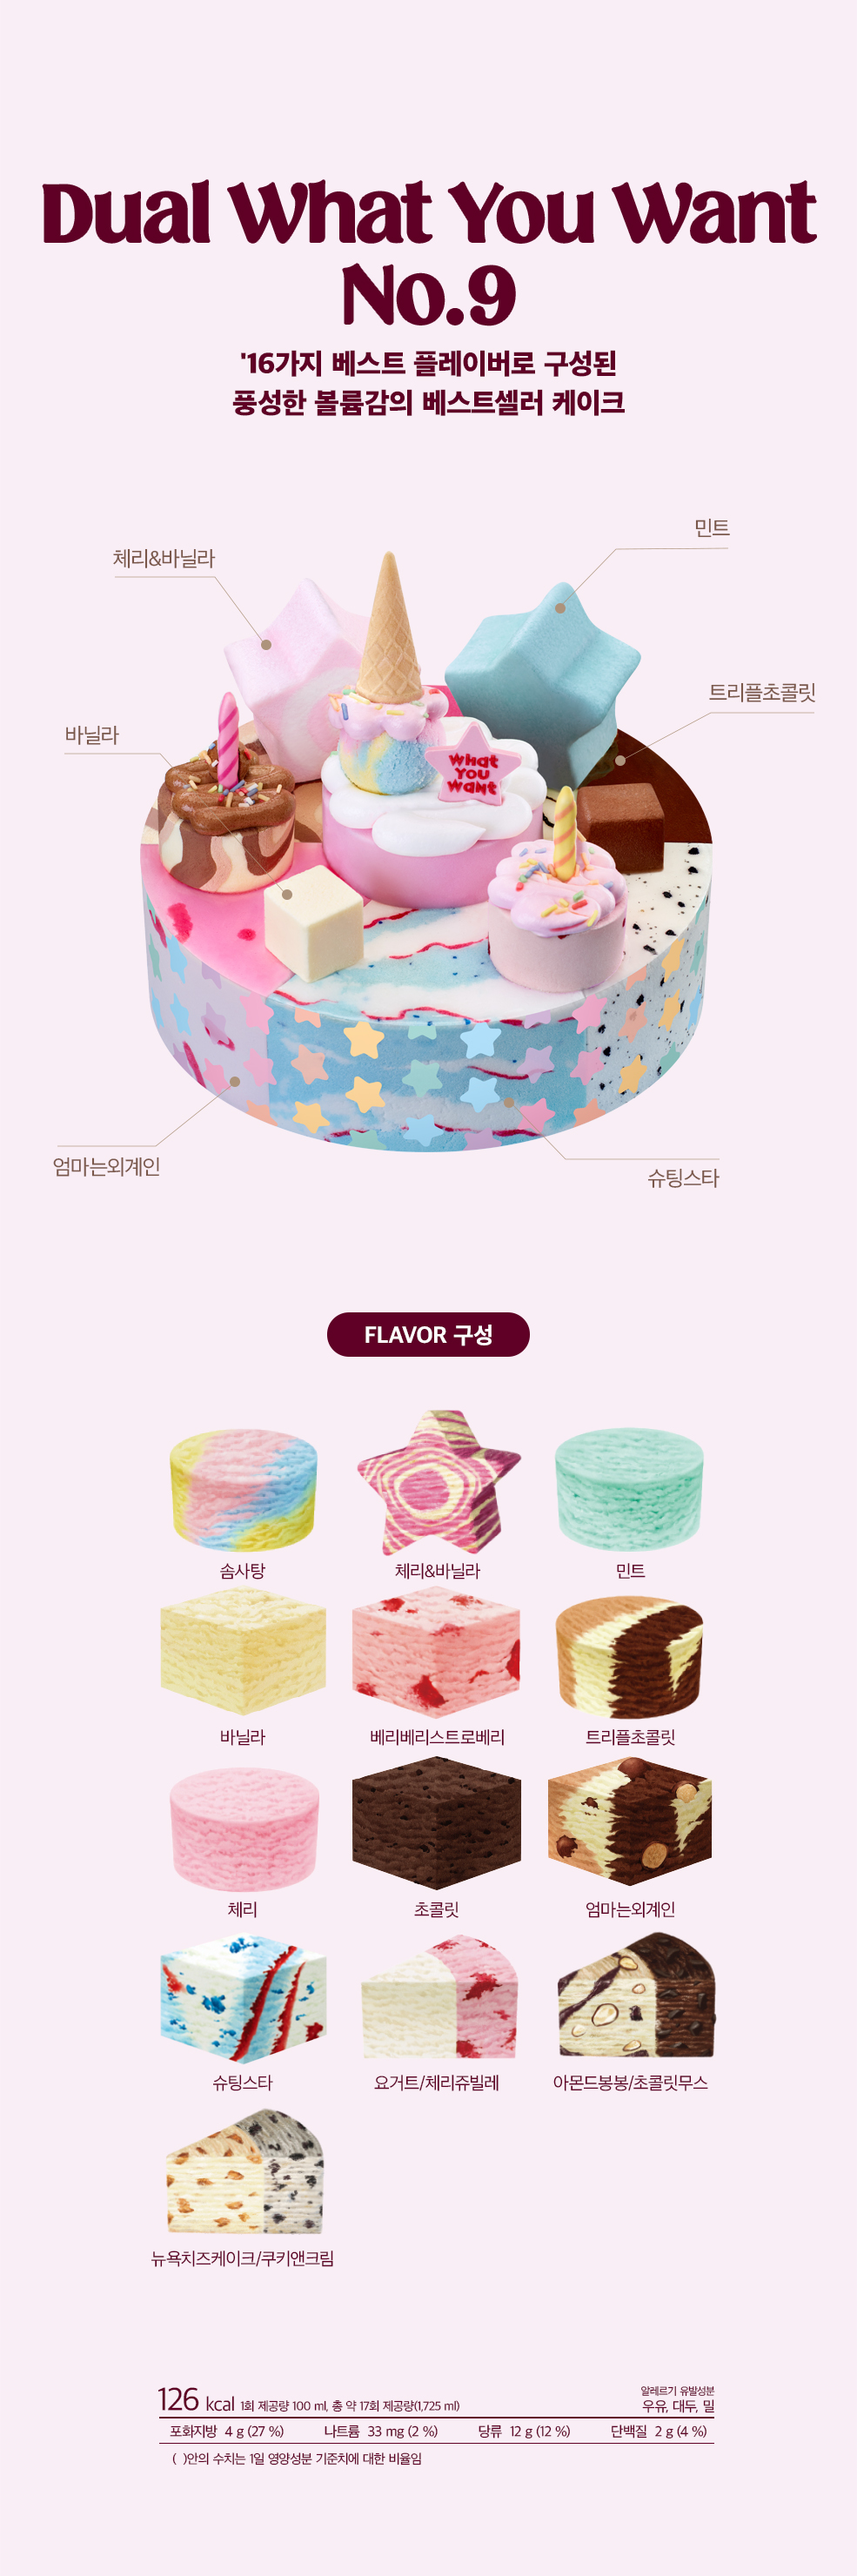 Dual What You Want
No.9
'16가지 베스트 플레이버로 구성된
풍성한 볼륨감의 베스트셀러 케이크
민트
체리&바닐라
트리플초콜릿
바닐라
What
You
Want
엄마는외계인
슈팅스타
FLAVOR 구성
솜사탕
체리&바닐라
민트
바닐라
베리베리스트로베리
트리플초콜릿
체리
초콜릿
엄마는외계인
슈팅스타
요거트/체리쥬빌레
아몬드봉봉/초콜릿무스
뉴욕치즈케이크/쿠키앤크림
126 kcal 1회 제공량 100 ml, 총 약 17회 제공량(1,725 ml)
알레르기 유발성분
우유, 대두, 밀
포화지방 4 g (27 %) 나트륨 33 mg (2 %) 당류 12 g (12 %) 단백질 2 g (4 %)
( )안의 수치는 1일 영양성분 기준치에 대한 비율임